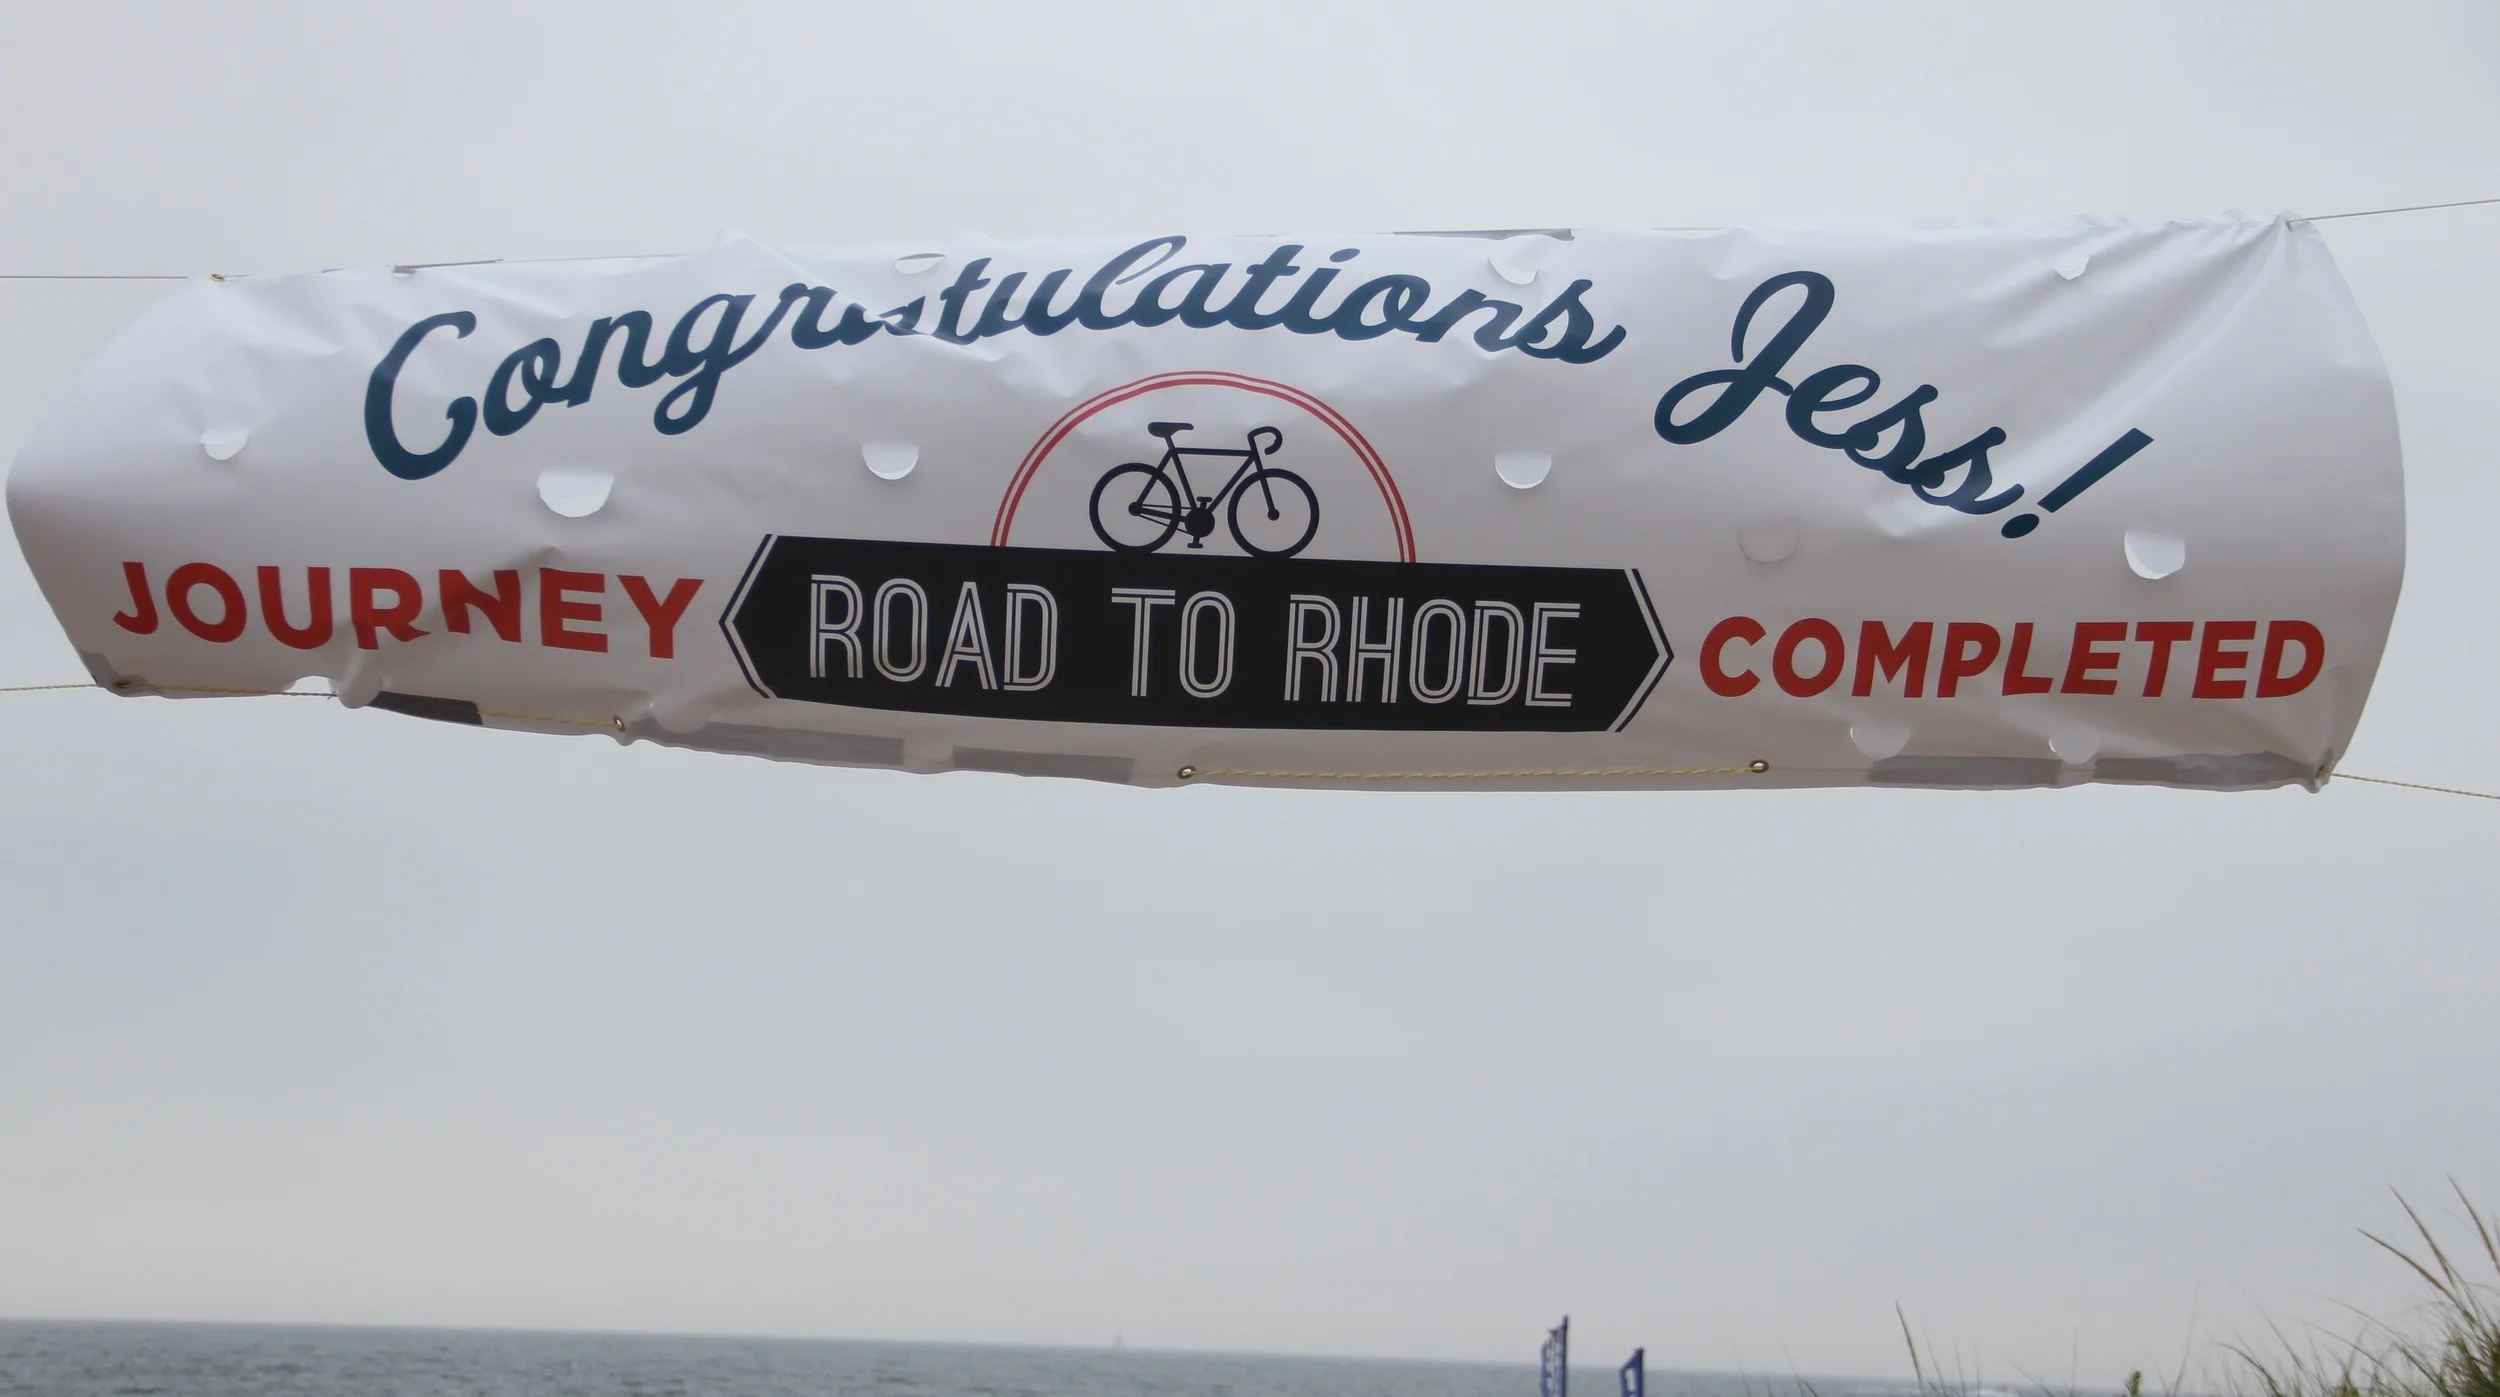 Congratulations Jess!
JOURNEY ROAD TO RHODE COMPLETED